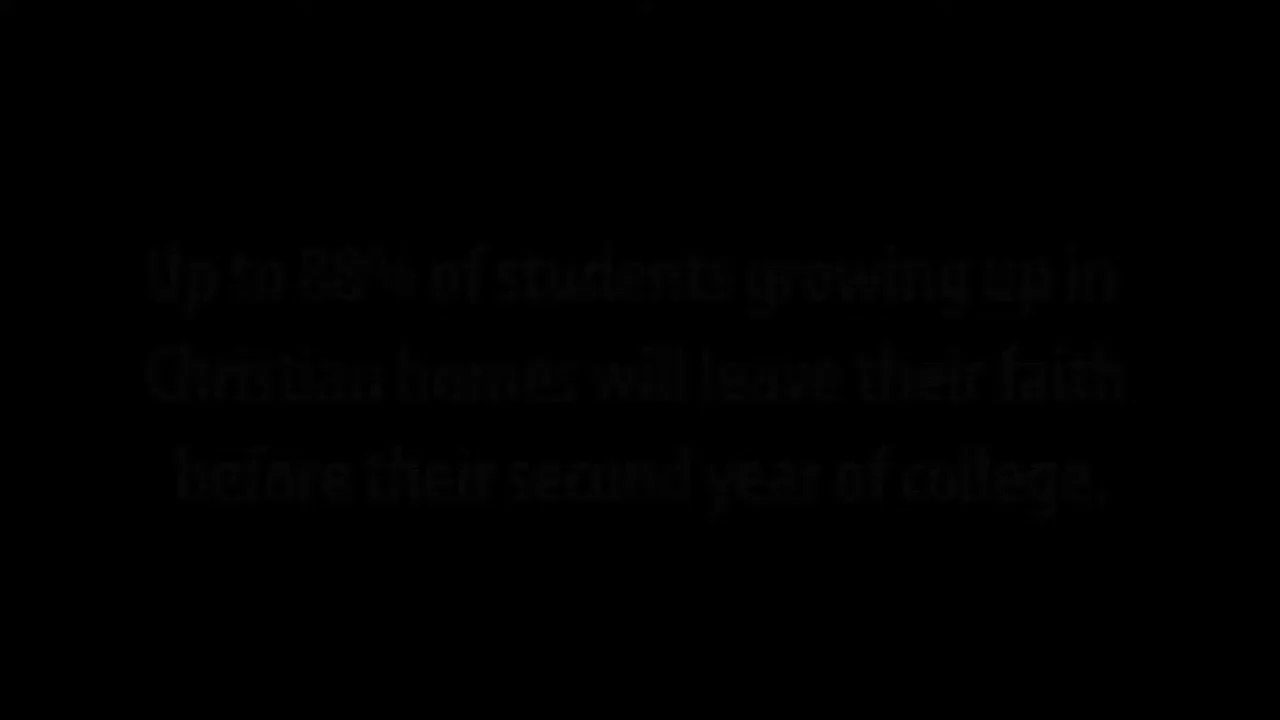 Up to 88% of students growing up in
Christian homes will leave their faith
before their second year of college.